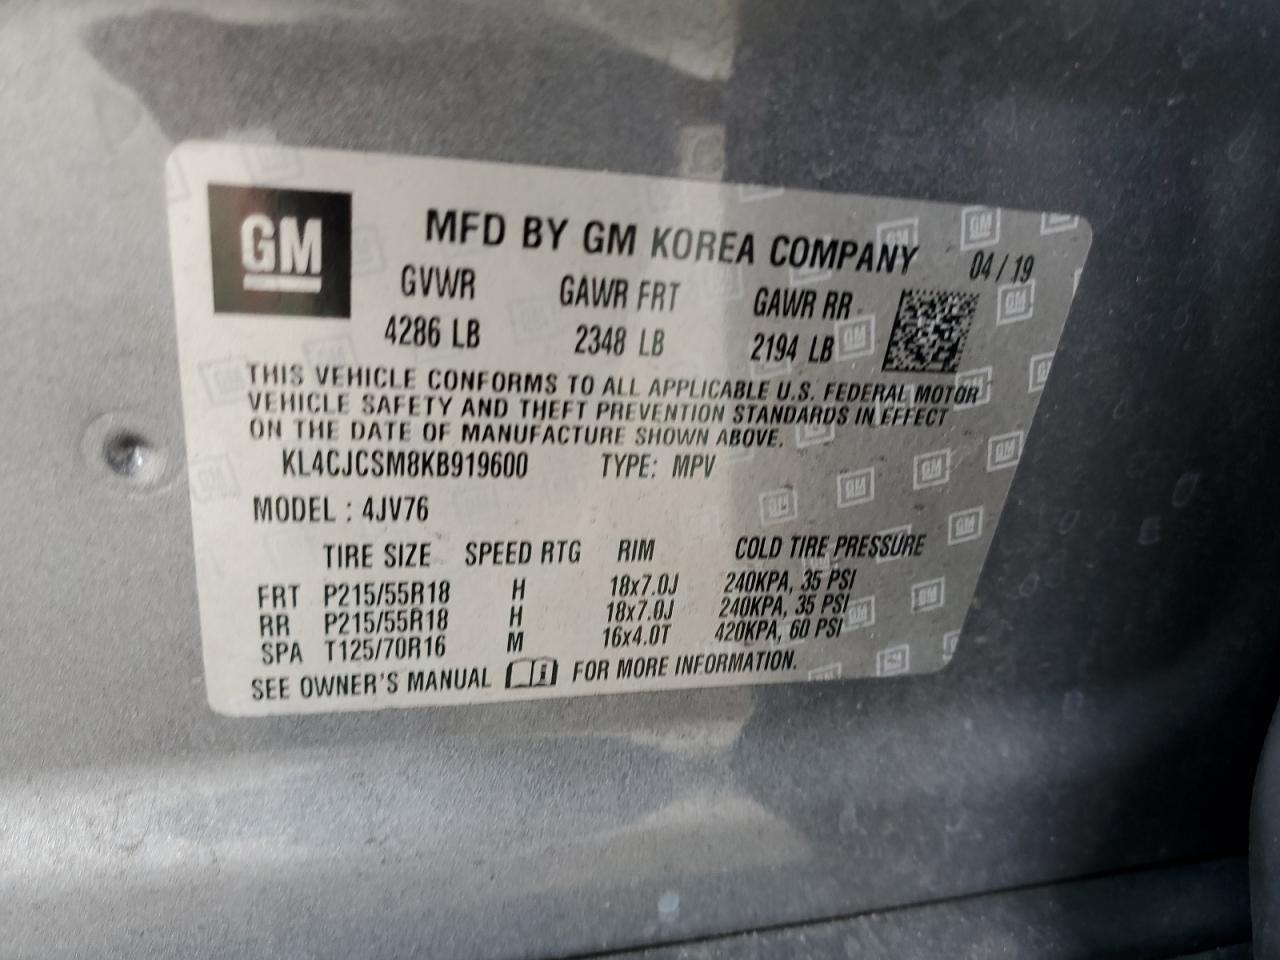 GM
MFD BY GM KOREA COMPANY 04 / 19
GVWR GAWR FRT GAWR RR
4286 LB 2348 LB 2194 LB
THIS VEHICLE CONFORMS TO ALL APPLICABLE U.S. FEDERAL MOTOR
VEHICLE SAFETY AND THEFT PREVENTION STANDARDS IN EFFECT
ON THE DATE OF MANUFACTURE SHOWN ABOVE.
KL4CJCSM8KB919600 TYPE: MPV
MODEL : 4JV76
TIRE SIZE SPEED RTG RIM COLD TIRE PRESSURE
FRT P215/55R18 H 18x7.0J 240KPA, 35 PSI
RR P215/55R18 H 18x7.0J 240KPA, 35 PSI
SPA T125/70R16 M 16x4.0T 420KPA, 60 PSI
SEE OWNER'S MANUAL FOR MORE INFORMATION.